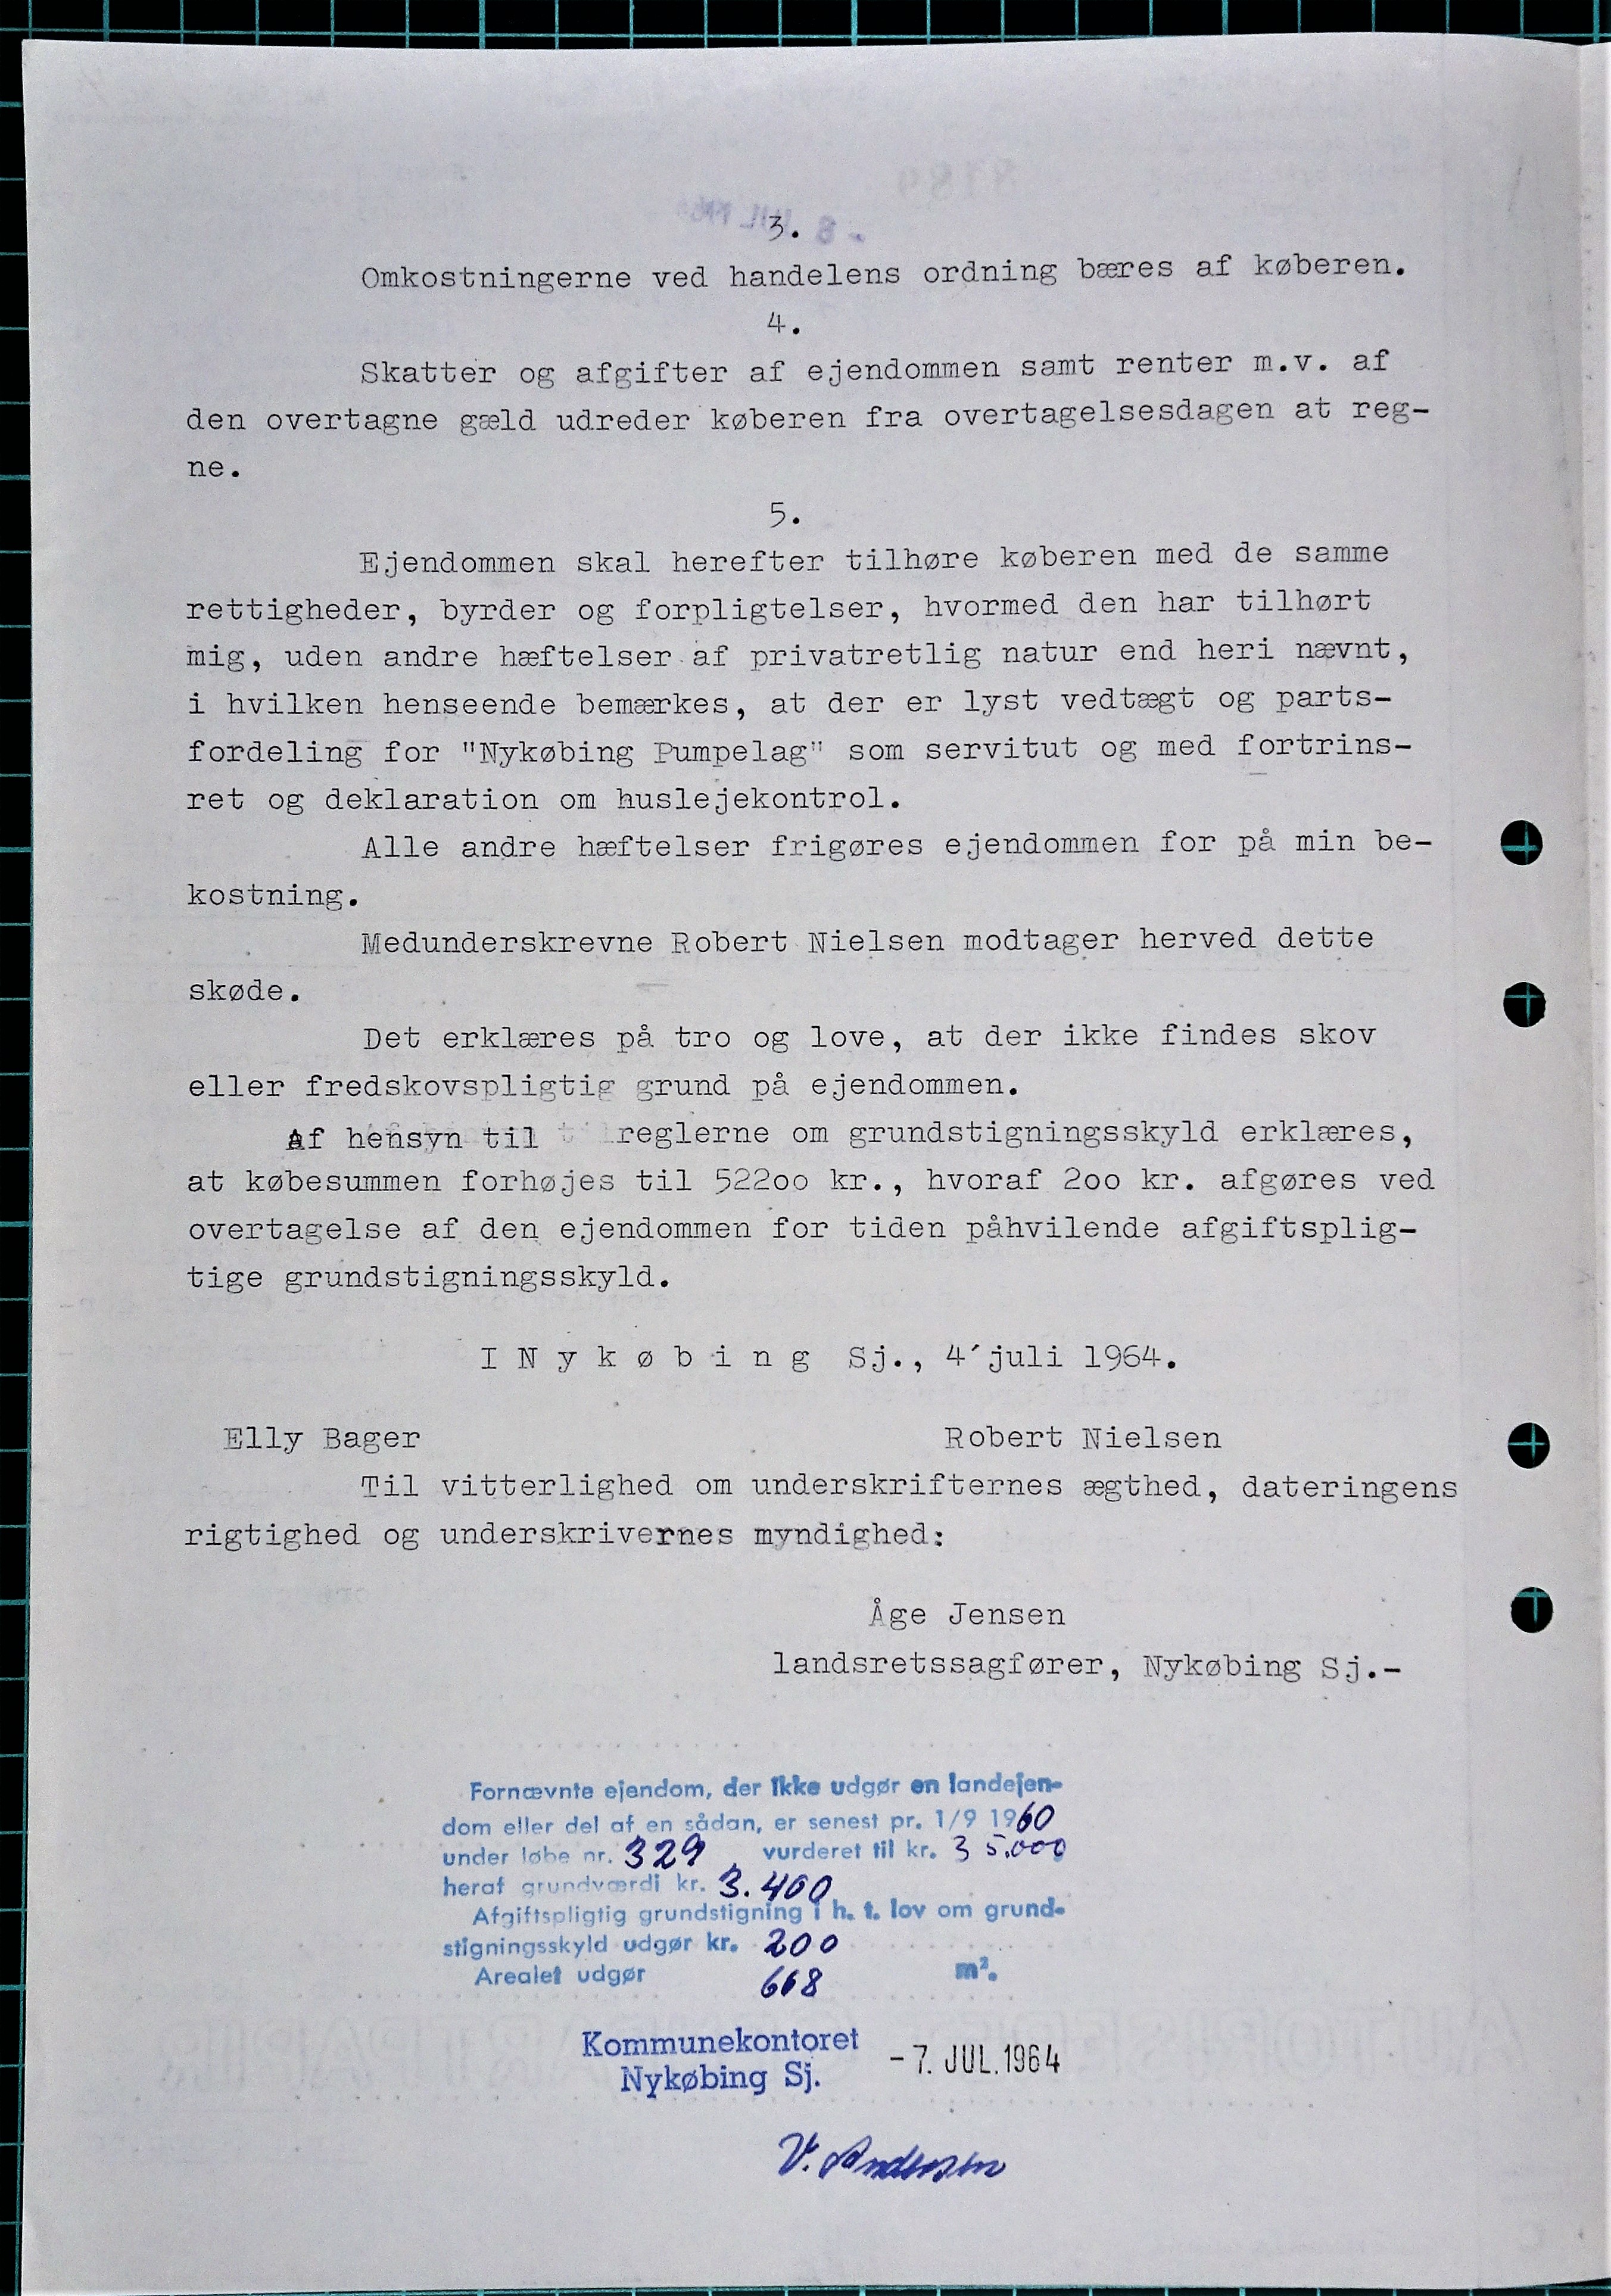 3.
Omkostningerne ved handelens ordning bæres af køberen.
4.
Skatter og afgifter af ejendommen samt renter m.v. af
den overtagne gæld udreder køberen fra overtagelsesdagen at reg-
ne.
5.
Ejendommen skal herefter tilhøre køberen med de samme
rettigheder, byrder og forpligtelser, hvormed den har tilhørt
mig, uden andre hæftelser af privatretlig natur end heri nævnt,
i hvilken henseende bemærkes, at der er lyst vedtægt og parts-
fordeling for "Nykøbing Pumpelag" som servitut og med fortrins-
ret og deklaration om huslejekontrol.
Alle andre hæftelser frigøres ejendommen for på min be-
kostning.
Medunderskrevne Robert Nielsen modtager herved dette
skøde.
Det erklæres på tro og love, at der ikke findes skov
eller fredskovspligtig grund på ejendommen.
Af hensyn til reglerne om grundstigningsskyld erklæres,
at købesummen forhøjes til 52200 kr., hvoraf 200 kr. afgøres ved
overtagelse af den ejendommen for tiden påhvilende afgiftsplig-
tige grundstigningsskyld.
I N y k ø b i n g Sj., 4´juli 1964.
Elly Bager Robert Nielsen
Til vitterlighed om underskrifternes ægthed, dateringens
rigtighed og underskrivernes myndighed:
Åge Jensen
landsretssagfører, Nykøbing Sj.-
Fornævnte ejendom, der ikke udgør en landejen-
dom eller del af en sådan, er senest pr. 1/9 1960
under løbe nr. 329 vurderet til kr. 35.000
heraf grundværdi kr. 3.400
Afgiftspligtig grundstigning i h. t. lov om grund-
stigningsskyld udgør kr. 200
Arealet udgør 668 m².
Kommunekontoret
Nykøbing Sj. - 7. JUL. 1964
V. Andersen